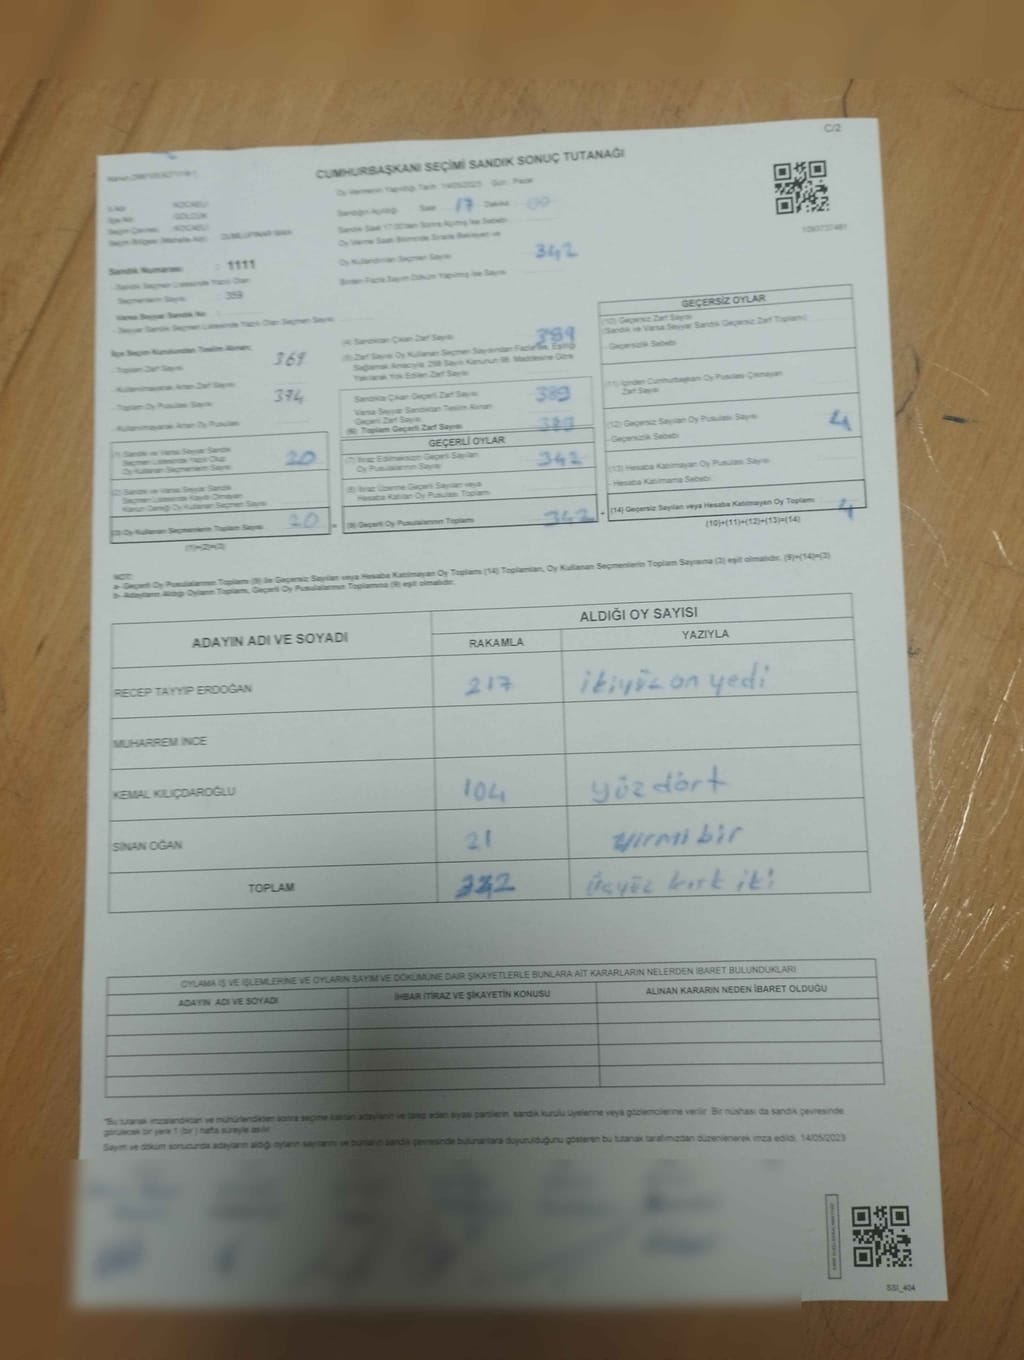 C/2
CUMHURBAŞKANI SEÇİMİ SANDIK SONUÇ TUTANAĞI
Oy Vermenin Yapıldığı Tarih: 14/05/2023 Gün: Pazar
İl Adı : KOCAELİ
İlçe Adı : GÖLCÜK
Seçim Çevresi : KOCAELİ
Seçim Bölgesi (Mahalle Adı) : DUMLUPINAR MAH.
Sandığın Açıldığı Saat 17 Dakika 00
Sandık Saat 17:00'den Sonra Açılmış İse Sebebi
Oy Verme Saati Bitiminde Sırada Bekleyen ve
Oy Kullandırılan Seçmen Sayısı 342
Birden Fazla Sayım Döküm Yapılmış İse Sayısı
Sandık Numarası : 1111
Sandık Seçmen Listesinde Yazılı Olan
Seçmenlerin Sayısı : 359
Varsa Seyyar Sandık No :
- Seyyar Sandık Seçmen Listesinde Yazılı Olan Seçmen Sayısı :
İlçe Seçim Kurulundan Teslim Alınan;
- Toplam Zarf Sayısı 369
- Kullanılmayarak Artan Zarf Sayısı
- Toplam Oy Pusulası Sayısı 374
- Kullanılmayarak Artan Oy Pusulası
(1) Sandık ve Varsa Seyyar Sandık
Seçmen Listesinde Yazılı Olup
Oy Kullanan Seçmenlerin Sayısı 20
(2) Sandık ve Varsa Seyyar Sandık
Seçmen Listesinde Kaydı Olmayan
Kanun Gereği Oy Kullanan Seçmen Sayısı
(3) Oy Kullanan Seçmenlerin Toplam Sayısı 20 =
(1)+(2)=(3)
(4) Sandıktan Çıkan Zarf Sayısı 389
(5) Zarf Sayısı Oy Kullanan Seçmen Sayısından Fazla ise, Eşitliği
Sağlamak Amacıyla 298 Sayılı Kanunun 98. Maddesine Göre
Yakılarak Yok Edilen Zarf Sayısı
Sandıkta Çıkan Geçerli Zarf Sayısı 389
Varsa Seyyar Sandıktan Teslim Alınan
Geçerli Zarf Sayısı
(6) Toplam Geçerli Zarf Sayısı 389
GEÇERLİ OYLAR
(7) İtiraz Edilmeksizin Geçerli Sayılan
Oy Pusulalarının Sayısı 342
(8) İtiraz Üzerine Geçerli Sayılan veya
Hesaba Katılan Oy Pusulası Toplamı
(9) Geçerli Oy Pusulalarının Toplamı 342 +
GEÇERSİZ OYLAR
(10) Geçersiz Zarf Sayısı
(Sandık ve Varsa Seyyar Sandık Geçersiz Zarf Toplamı)
- Geçersizlik Sebebi
(11) İçinden Cumhurbaşkanı Oy Pusulası Çıkmayan
Zarf Sayısı
(12) Geçersiz Sayılan Oy Pusulası Sayısı 4
- Geçersizlik Sebebi
(13) Hesaba Katılmayan Oy Pusulası Sayısı
- Hesaba Katılmama Sebebi
(14) Geçersiz Sayılan veya Hesaba Katılmayan Oy Toplamı 4
(10)+(11)+(12)+(13)=(14)
NOT:
a- Geçerli Oy Pusulalarının Toplamı (9) ile Geçersiz Sayılan veya Hesaba Katılmayan Oy Toplamı (14) Toplamları, Oy Kullanan Seçmenlerin Toplam Sayısına (3) eşit olmalıdır. (9)+(14)=(3)
b- Adayların Aldığı Oyların Toplamı, Geçerli Oy Pusulalarının Toplamına (9) eşit olmalıdır.
ADAYIN ADI VE SOYADI
ALDIĞI OY SAYISI
RAKAMLA YAZIYLA
RECEP TAYYİP ERDOĞAN 217 ikiyüz on yedi
MUHARREM İNCE
KEMAL KILIÇDAROĞLU 104 yüz dört
SİNAN OĞAN 21 yirmi bir
TOPLAM 342 üçyüz kırk iki
OYLAMA İŞ VE İŞLEMLERİNE VE OYLARIN SAYIM VE DÖKÜMÜNE DAİR ŞİKAYETLERLE BUNLARA AİT KARARLARIN NELERDEN İBARET BULUNDUKLARI
ADAYIN ADI VE SOYADI İHBAR İTİRAZ VE ŞİKAYETİN KONUSU ALINAN KARARIN NEDEN İBARET OLDUĞU
"Bu tutanak imzalandıktan ve mühürlendikten sonra seçime katılan adayların ve talep eden siyasi partilerin, sandık kurulu üyelerine veya gözlemcilerine verilir. Bir nüshası da sandık çevresinde
görülecek bir yere 1 (bir) hafta süreyle asılır.
Sayım ve döküm sonucunda adayların aldığı oyların sayılarını ve bunların sandık çevresinde bulunanlara duyurulduğunu gösteren bu tutanak tarafımızdan düzenlenerek imza edildi. 14/05/2023
SSI_404